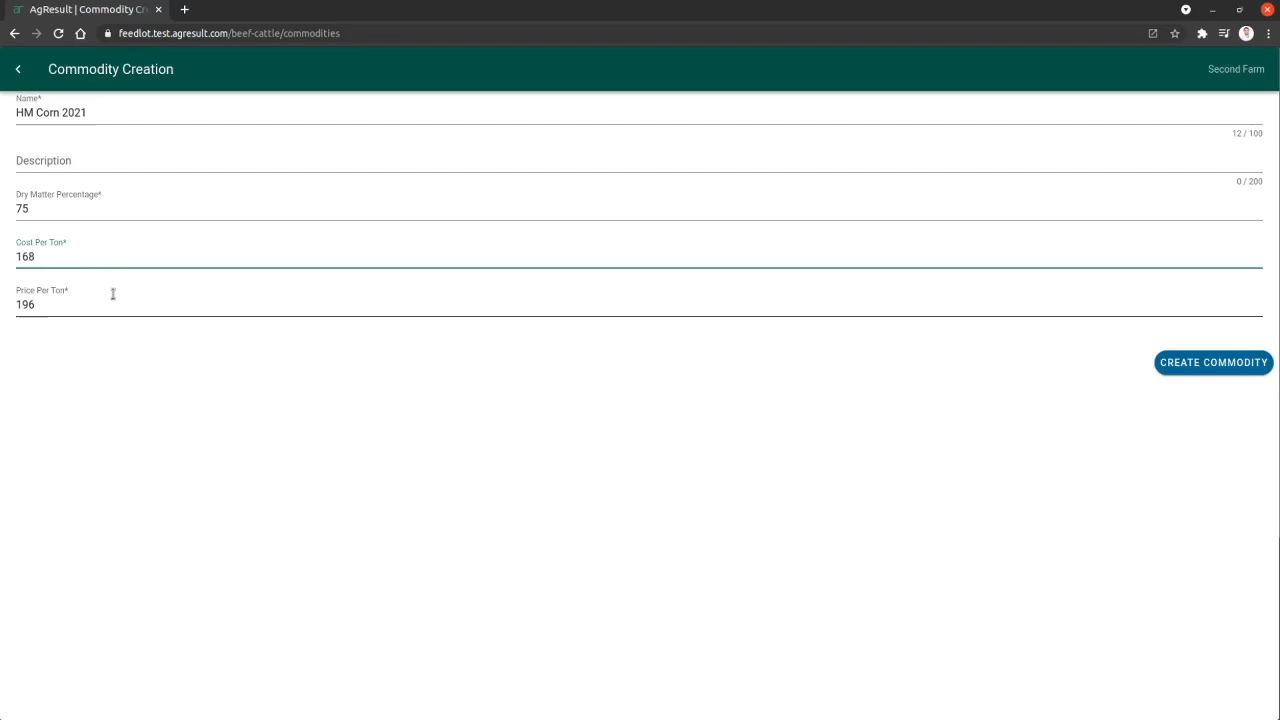 AgResult | Commodity Cr
feedlot.test.agresult.com/beef-cattle/commodities
Commodity Creation
Second Farm
Name*
HM Corn 2021
12 / 100
Description
0 / 200
Dry Matter Percentage*
75
Cost Per Ton*
168
Price Per Ton*
196
CREATE COMMODITY